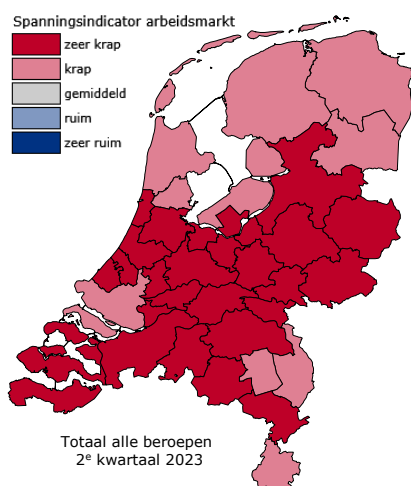 Spanningsindicator arbeidsmarkt
zeer krap
krap
gemiddeld
ruim
zeer ruim
Totaal alle beroepen
2e kwartaal 2023